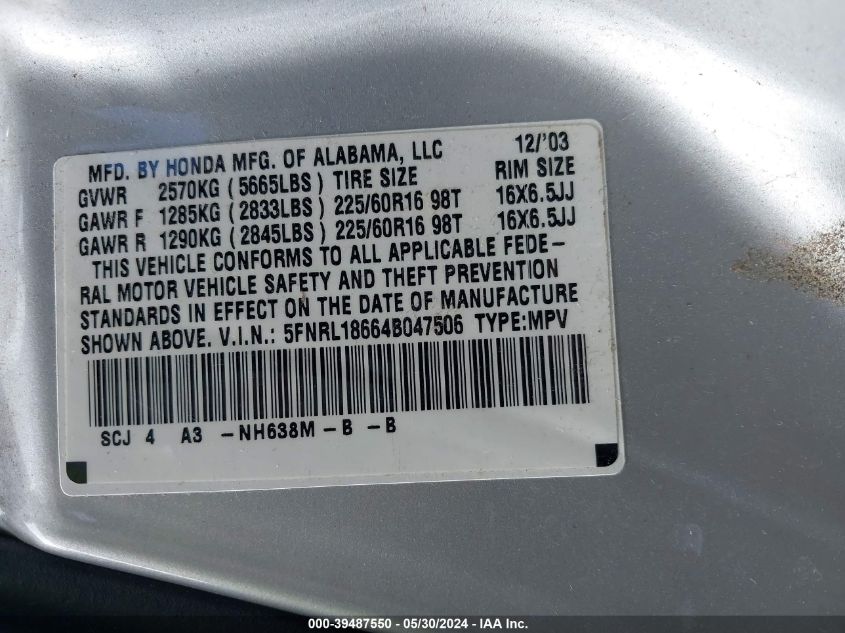 MFD. BY HONDA MFG. OF ALABAMA, LLC 12/'03
GVWR 2570KG (5665LBS) TIRE SIZE RIM SIZE
GAWR F 1285KG (2833LBS) 225/60R16 98T 16X6.5JJ
GAWR R 1290KG (2845LBS) 225/60R16 98T 16X6.5JJ
THIS VEHICLE CONFORMS TO ALL APPLICABLE FEDE-
RAL MOTOR VEHICLE SAFETY AND THEFT PREVENTION
STANDARDS IN EFFECT ON THE DATE OF MANUFACTURE
SHOWN ABOVE. V.I.N.: 5FNRL18664B047506 TYPE:MPV
SCJ 4 A3 -NH638M -B -B
000-39487550 - 05/30/2024 - IAA Inc.